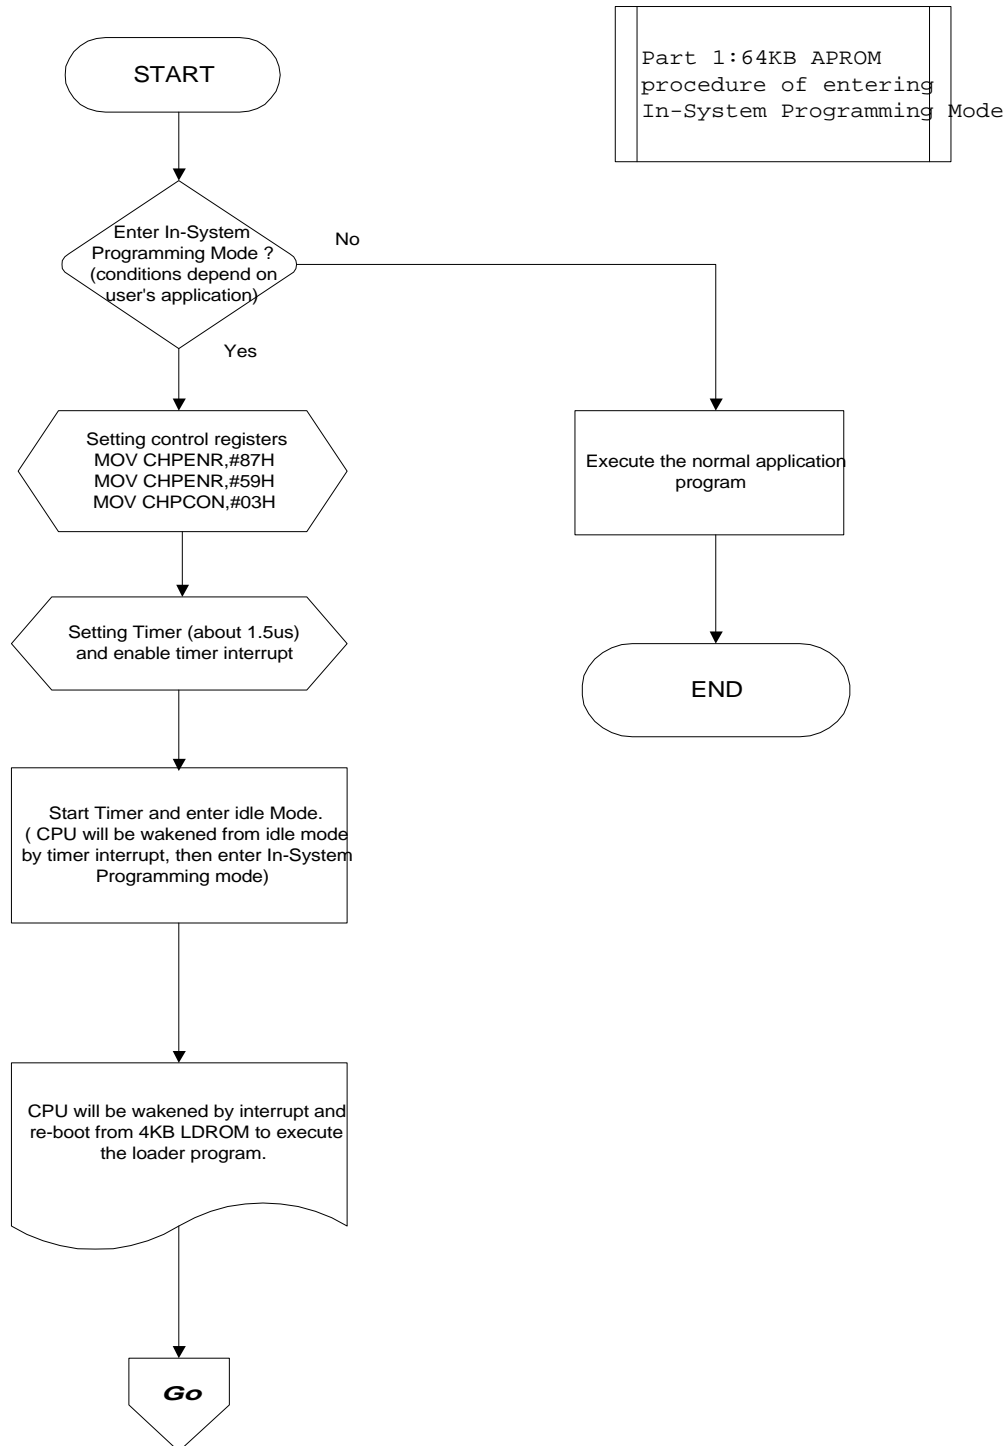 START
Part 1:64KB APROM
procedure of entering
In-System Programming Mode
Enter In-System
Programming Mode ?
(conditions depend on
user's application)
No
Yes
Setting control registers
MOV CHPENR,#87H
MOV CHPENR,#59H
MOV CHPCON,#03H
Execute the normal application
program
Setting Timer (about 1.5us)
and enable timer interrupt
END
Start Timer and enter idle Mode.
( CPU will be wakened from idle mode
by timer interrupt, then enter In-System
Programming mode)
CPU will be wakened by interrupt and
re-boot from 4KB LDROM to execute
the loader program.
Go